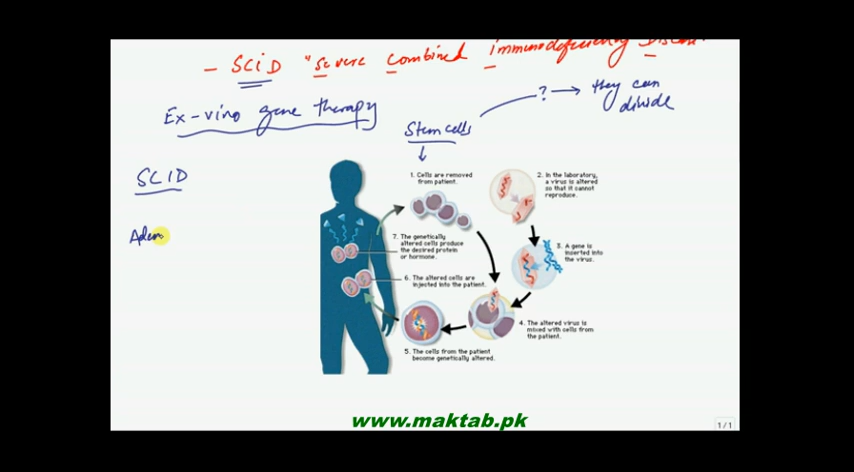 - SCiD "Severe Combined immunodeficiency Disease"
Ex-vivo gene therapy
Stemcells
? → they can
divide
SCID
Aden
1. Cells are removed
from patient.
2. In the laboratory,
a virus is altered
so that it cannot
reproduce.
3. A gene is
inserted into
the virus.
4. The altered virus is
mixed with cells from
the patient.
5. The cells from the patient
become genetically altered.
6. The altered cells are
injected into the patient.
7. The genetically
altered cells produce
the desired protein
or hormone.
www.maktab.pk
1/1